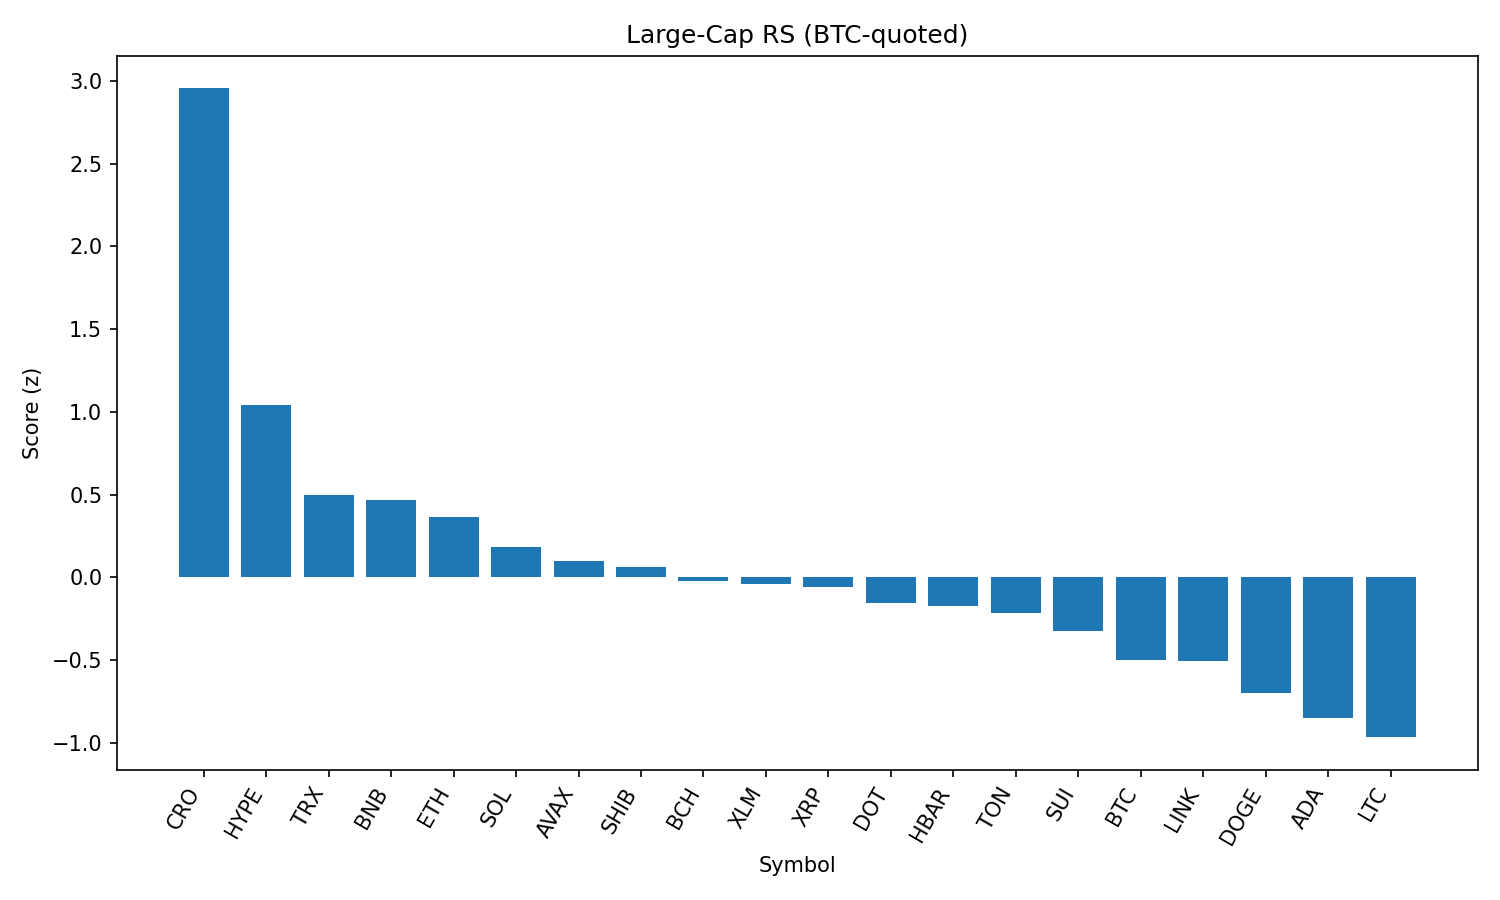 Large-Cap RS (BTC-quoted)
Score (z)
3.0
2.5
2.0
1.5
1.0
0.5
0.0
−0.5
−1.0
CRO
HYPE
TRX
BNB
ETH
SOL
AVAX
SHIB
BCH
XLM
XRP
DOT
HBAR
TON
SUI
BTC
LINK
DOGE
ADA
LTC
Symbol